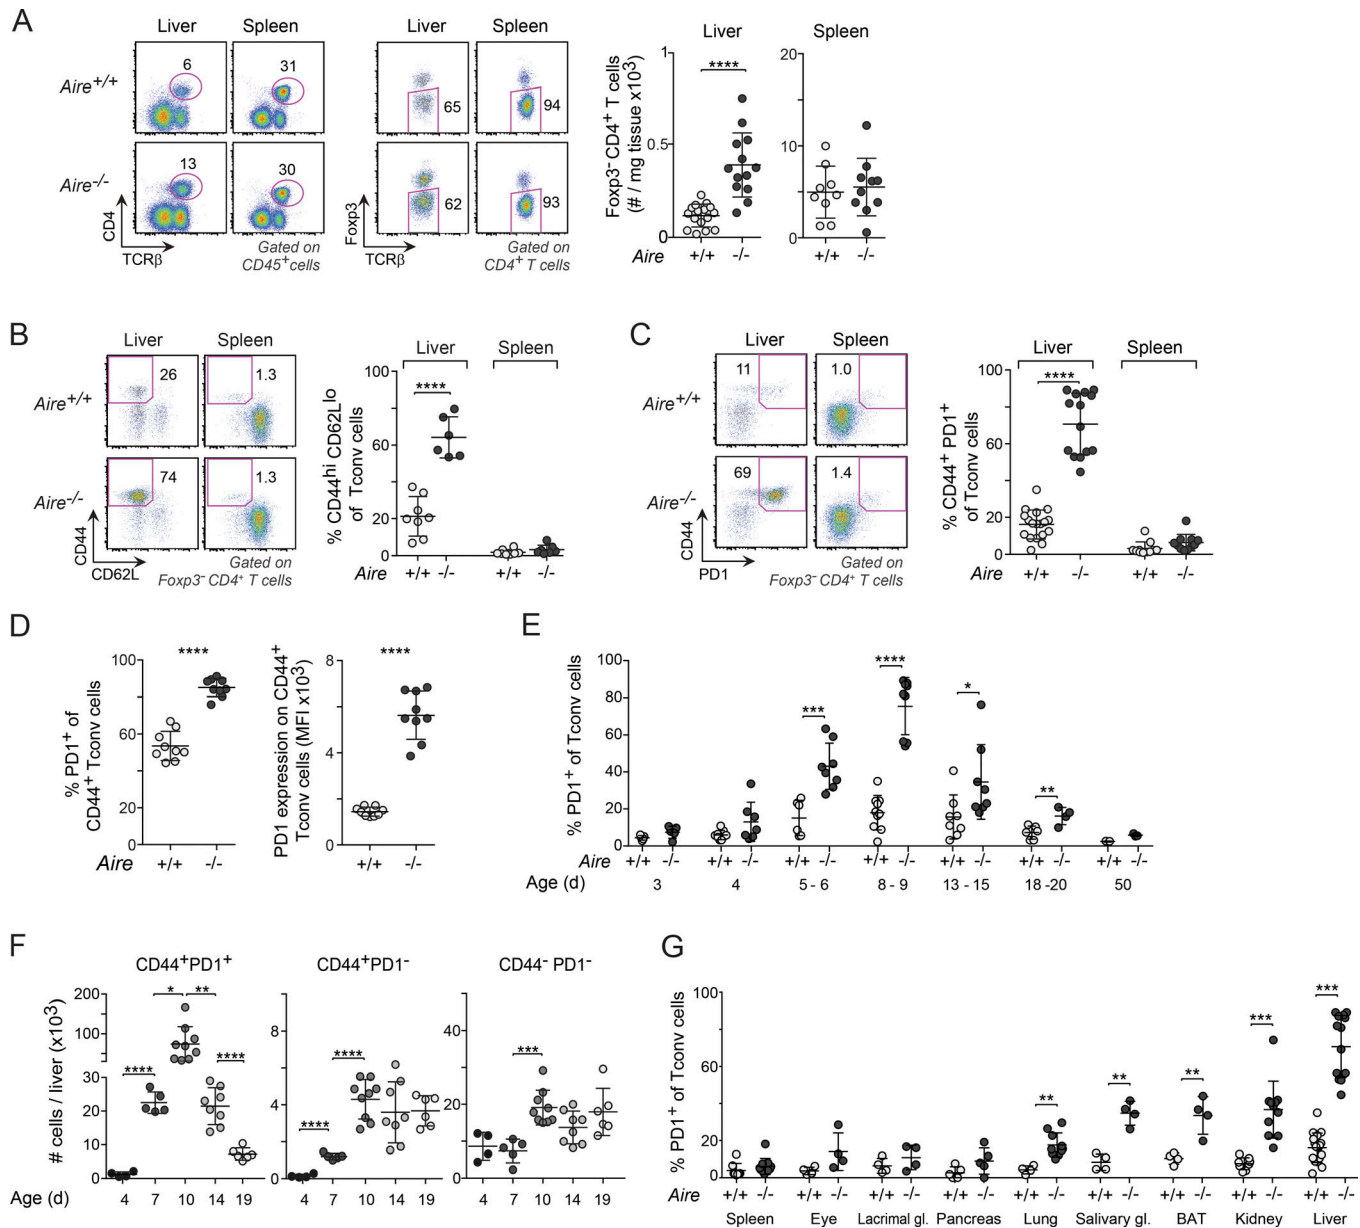 A
Liver Spleen Liver Spleen Liver Spleen
Aire+/+ 6 31 65 94
Aire-/- 13 30 62 93
CD4
TCRβ
Gated on
CD45+cells
Foxp3
TCRβ
Gated on
CD4+ T cells
Foxp3- CD4+ T cells
(# / mg tissue x10³)
1
0.5
0
****
20
10
0
Aire +/+ -/- +/+ -/-
B
Liver Spleen Liver Spleen
Aire+/+ 26 1.3
Aire-/- 74 1.3
CD44
CD62L
Gated on
Foxp3- CD4+ T cells
% CD44hi CD62Llo
of Tconv cells
100
60
20
0
****
Aire +/+ -/- +/+ -/-
C
Liver Spleen Liver Spleen
Aire+/+ 11 1.0
Aire-/- 69 1.4
CD44
PD1
Gated on
Foxp3- CD4+ T cells
% CD44+ PD1+
of Tconv cells
100
60
20
0
****
Aire +/+ -/- +/+ -/-
D
% PD1+ of
CD44+ Tconv cells
100
60
20
0
****
PD1 expression on CD44+
Tconv cells (MFI x10³)
8
4
2
0
****
Aire +/+ -/- +/+ -/-
E
% PD1+ of Tconv cells
100
80
60
40
20
0
*** **** * **
Aire +/+ -/- +/+ -/- +/+ -/- +/+ -/- +/+ -/- +/+ -/- +/+ -/-
Age (d) 3 4 5 - 6 8 - 9 13 - 15 18 -20 50
F
CD44+PD1+ CD44+PD1- CD44- PD1-
# cells / liver (x10³)
200
150
100
50
30
20
10
0
**** * ** ****
8
4
2
0
**** ****
40
20
0
***
Age (d) 4 7 10 14 19 4 7 10 14 19 4 7 10 14 19
G
% PD1+ of Tconv cells
100
60
20
0
** ** ** *** ***
Aire +/+ -/- +/+ -/- +/+ -/- +/+ -/- +/+ -/- +/+ -/- +/+ -/- +/+ -/- +/+ -/-
Spleen Eye Lacrimal gl. Pancreas Lung Salivary gl. BAT Kidney Liver